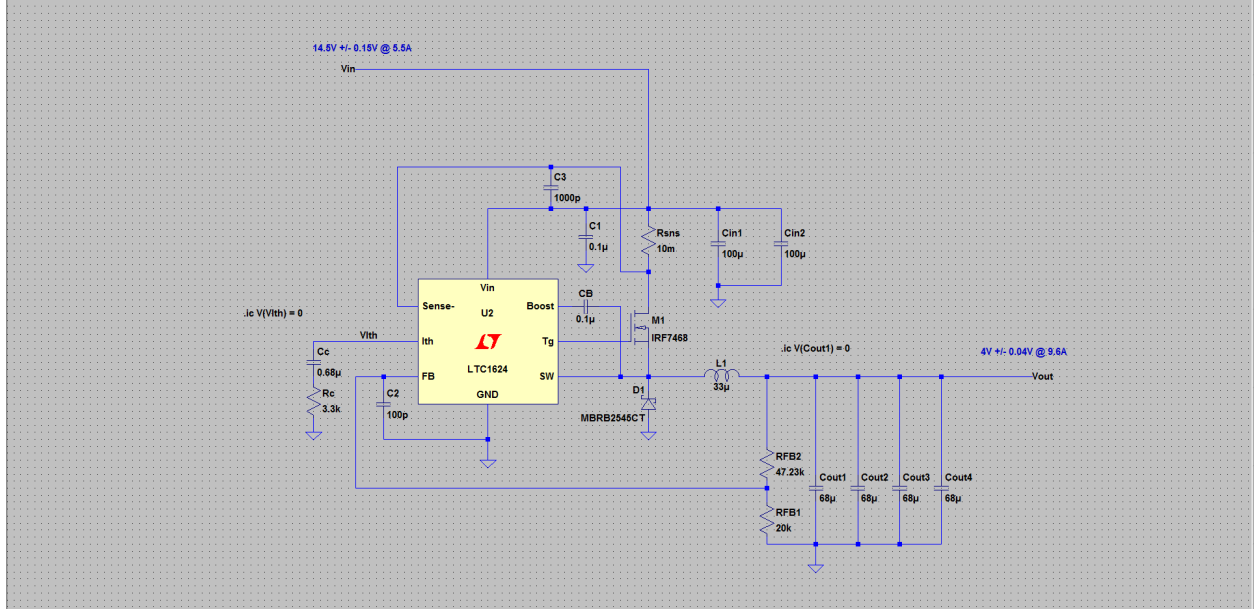 14.5V +/- 0.15V @ 5.5A
Vin
C3
1000p
C1
0.1µ
Rsns
10m
Cin1
100µ
Cin2
100µ
Vin
Sense-
U2
Boost
CB
0.1µ
.ic V(VIth) = 0
VIth
Ith
Tg
M1
IRF7468
.ic V(Cout1) = 0
4V +/- 0.04V @ 9.6A
Cc
0.68µ
LTC1624
FB
SW
L1
33µ
Vout
Rc
3.3k
C2
100p
GND
D1
MBRB2545CT
RFB2
47.23k
Cout1
68µ
Cout2
68µ
Cout3
68µ
Cout4
68µ
RFB1
20k